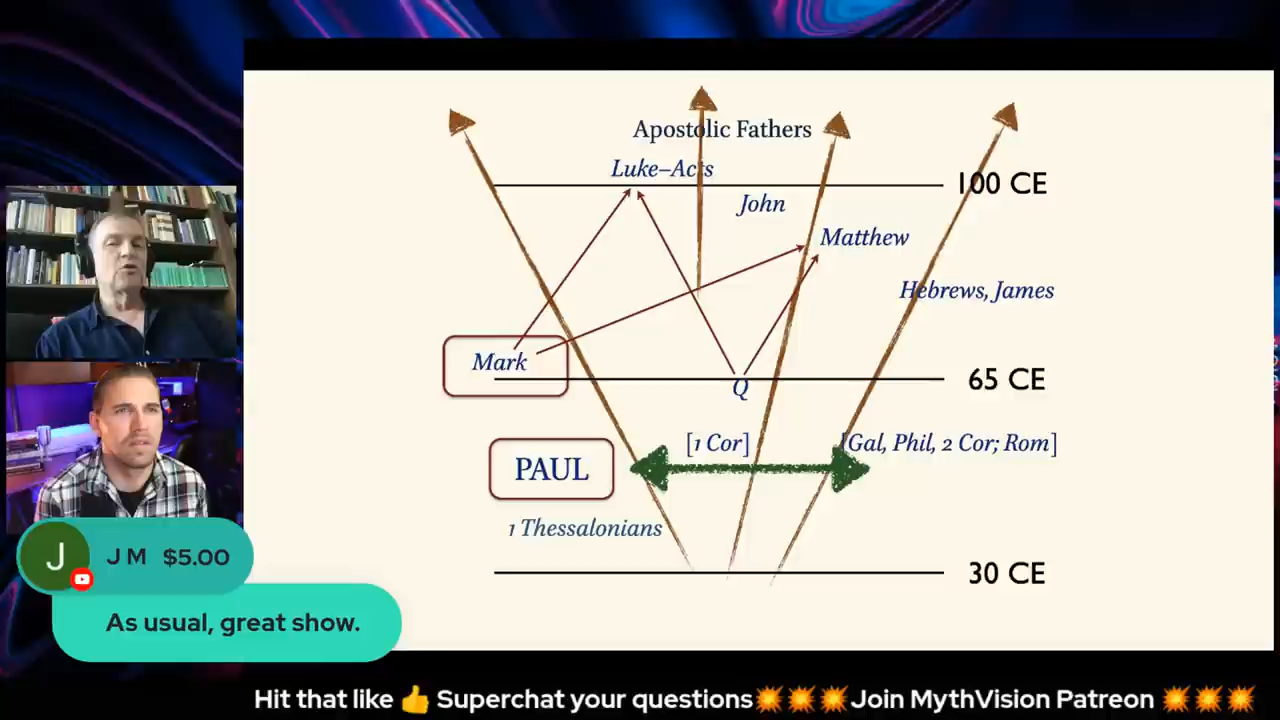 Apostolic Fathers
Luke–Acts
100 CE
John
Matthew
Hebrews, James
Mark
65 CE
Q
[1 Cor]
[Gal, Phil, 2 Cor; Rom]
PAUL
1 Thessalonians
30 CE
J
J M $5.00
As usual, great show.
Hit that like 👍 Superchat your questions💥💥💥Join MythVision Patreon 💥💥💥